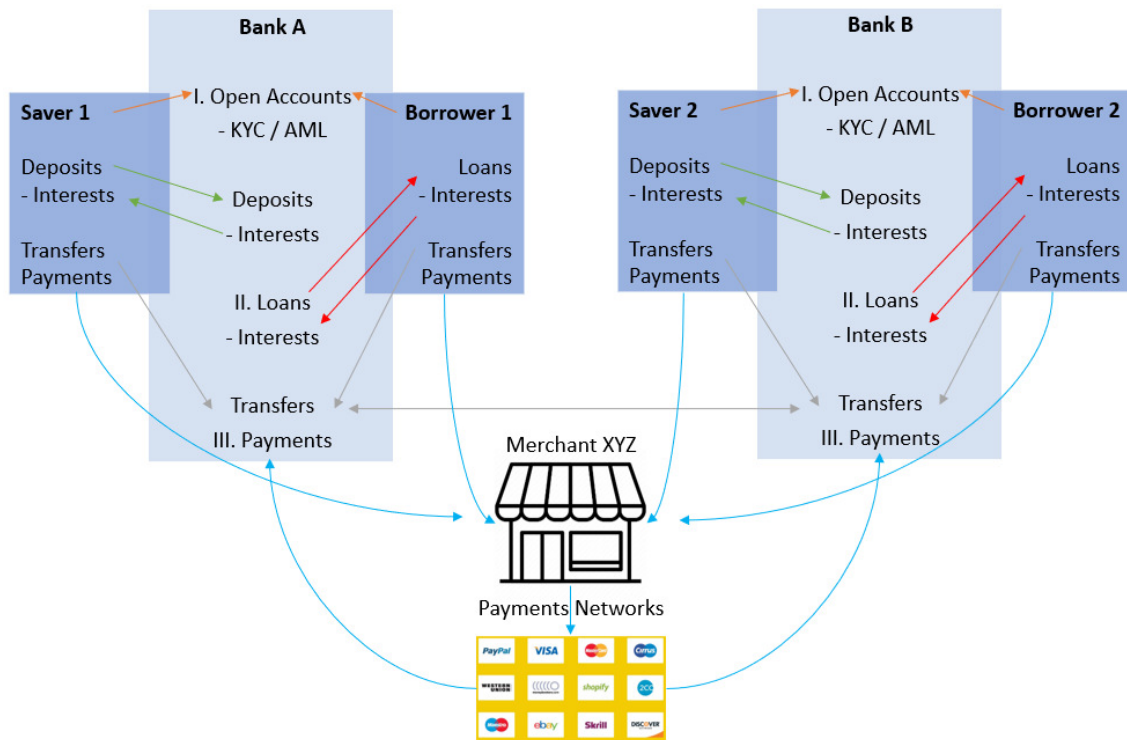 Bank A
Saver 1
I. Open Accounts
- KYC / AML
Borrower 1
Deposits
- Interests
Deposits
- Interests
Loans
- Interests
Transfers
Payments
Transfers
Payments
II. Loans
- Interests
Transfers
III. Payments
Bank B
Saver 2
I. Open Accounts
- KYC / AML
Borrower 2
Deposits
- Interests
Deposits
- Interests
Loans
- Interests
Transfers
Payments
Transfers
Payments
II. Loans
- Interests
Transfers
III. Payments
Merchant XYZ
Payments Networks
PayPal
VISA
MasterCard
Cirrus
WESTERN
UNION
shopify
2CO
Maestro
ebay
Skrill
DISCOVER